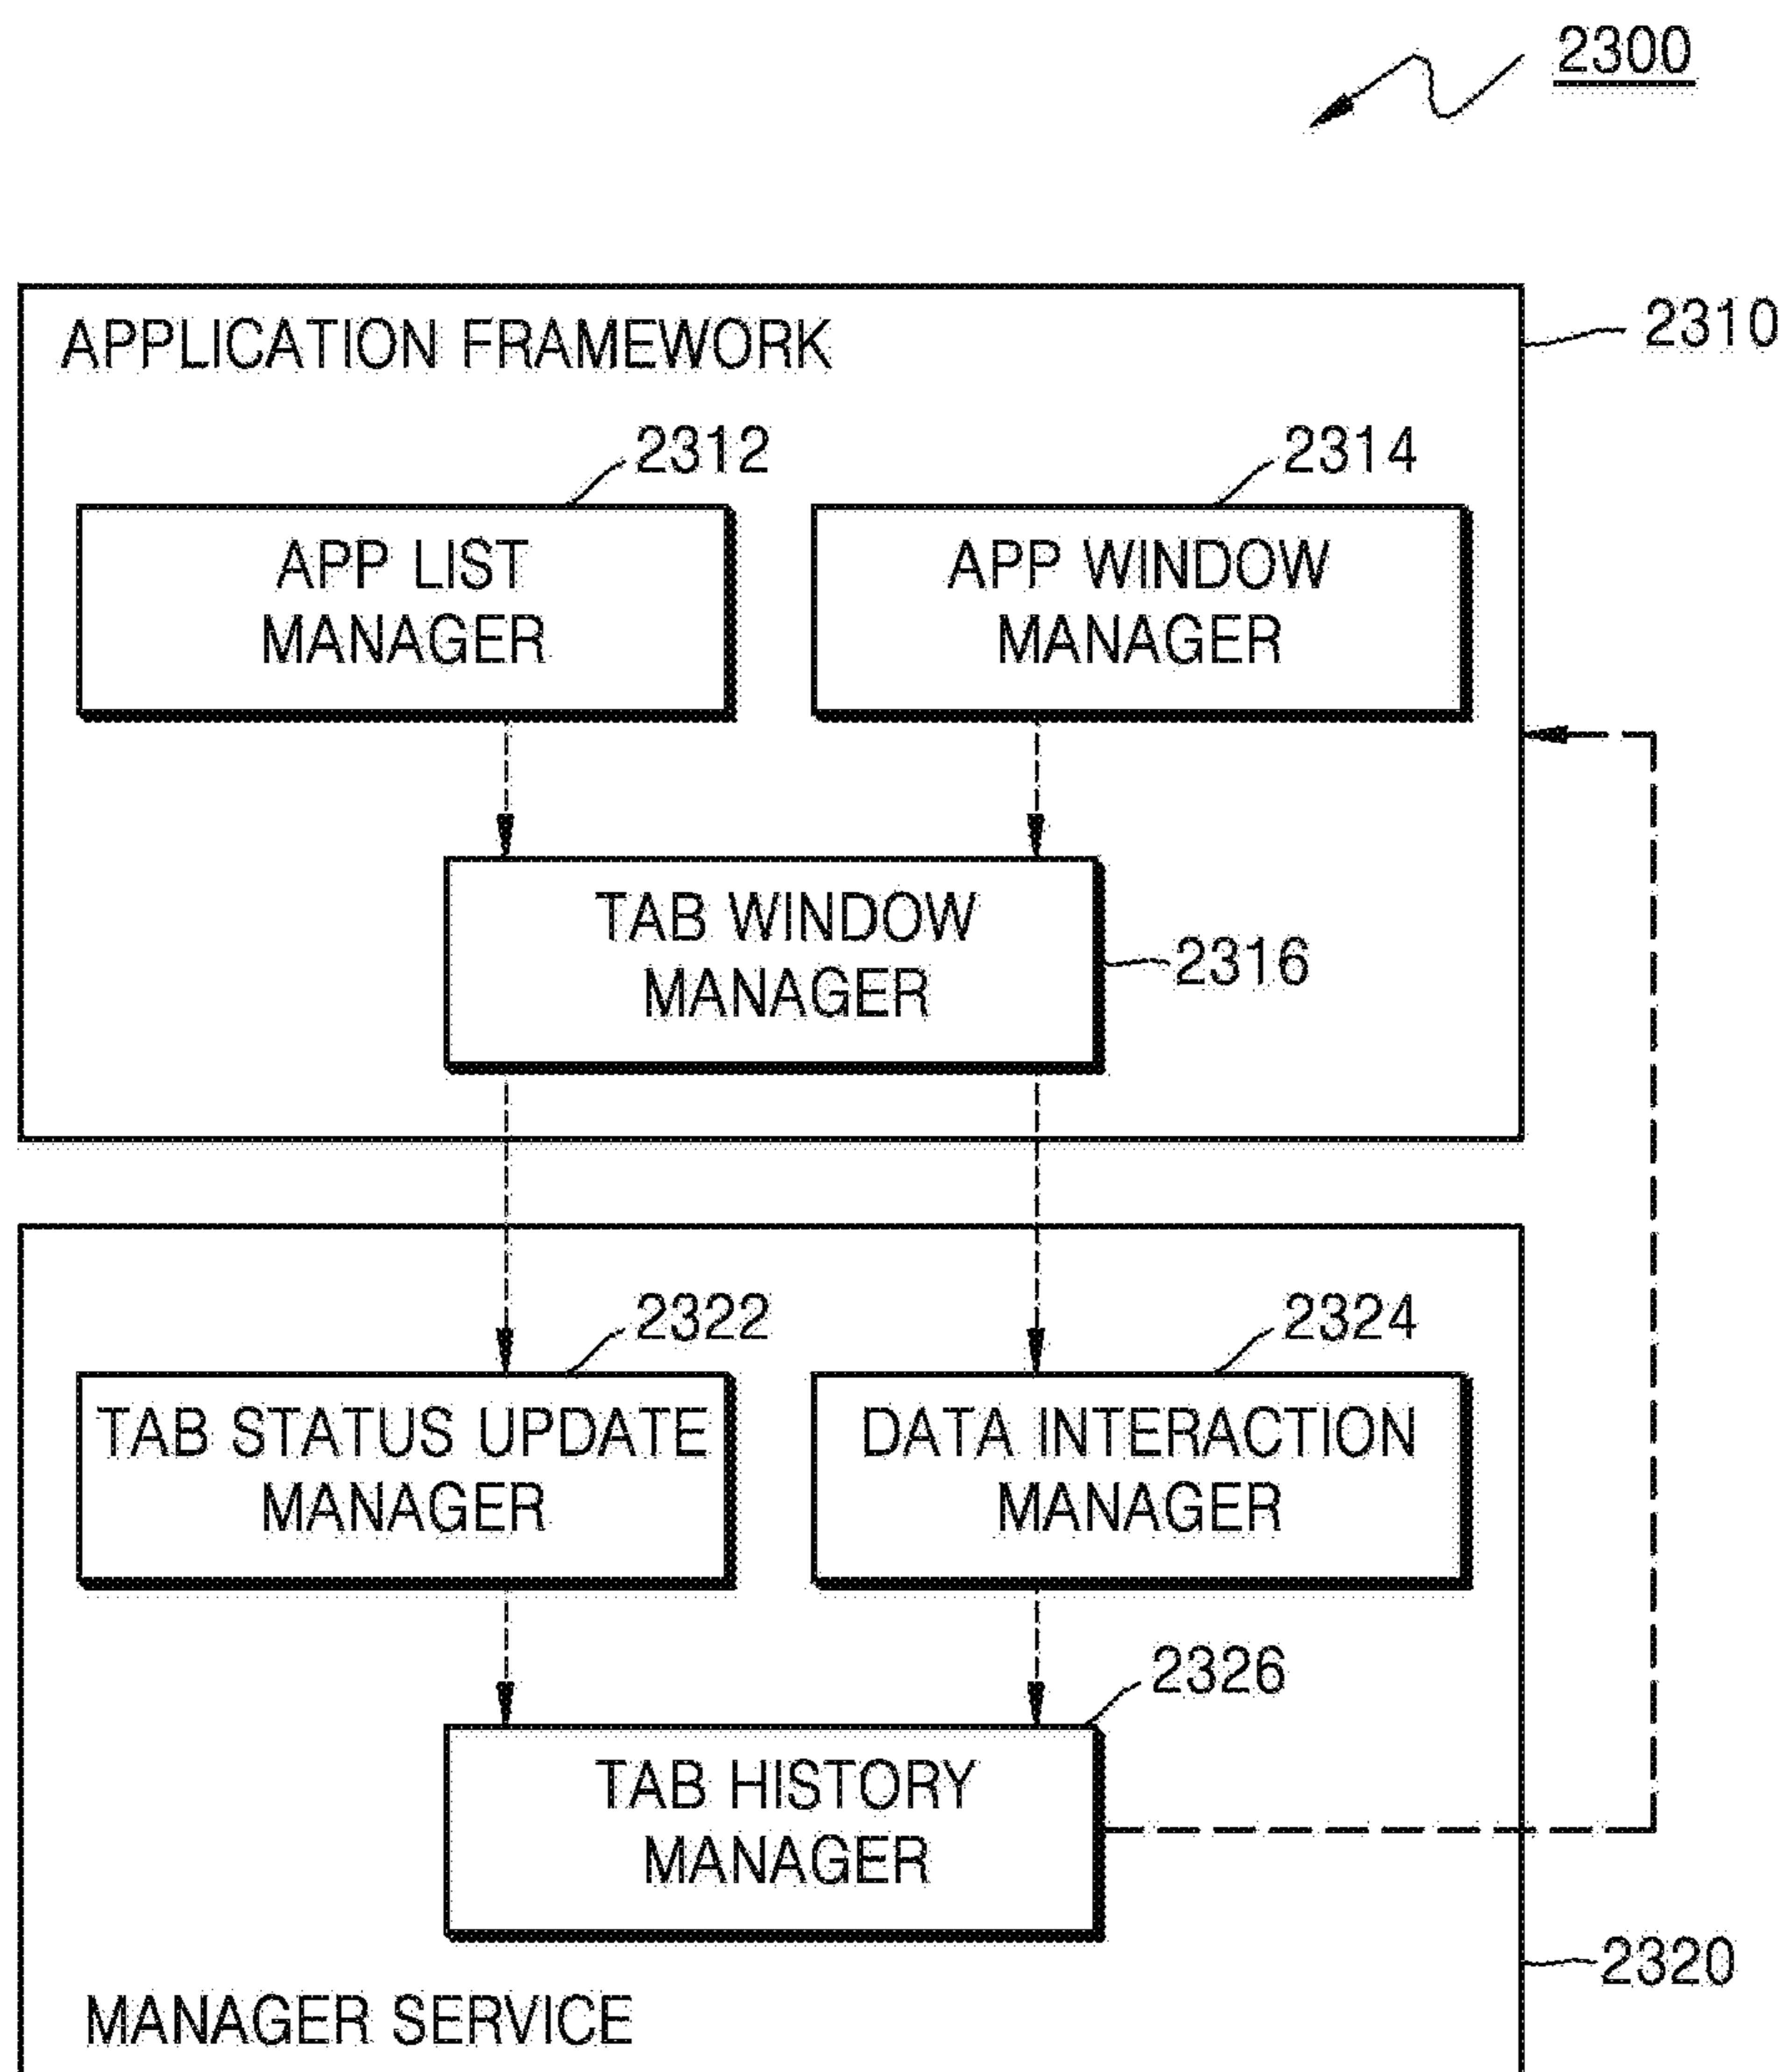 2300
APPLICATION FRAMEWORK
2310
2312
2314
APP LIST
MANAGER
APP WINDOW
MANAGER
TAB WINDOW
MANAGER
2316
2322
2324
TAB STATUS UPDATE
MANAGER
DATA INTERACTION
MANAGER
2326
TAB HISTORY
MANAGER
2320
MANAGER SERVICE